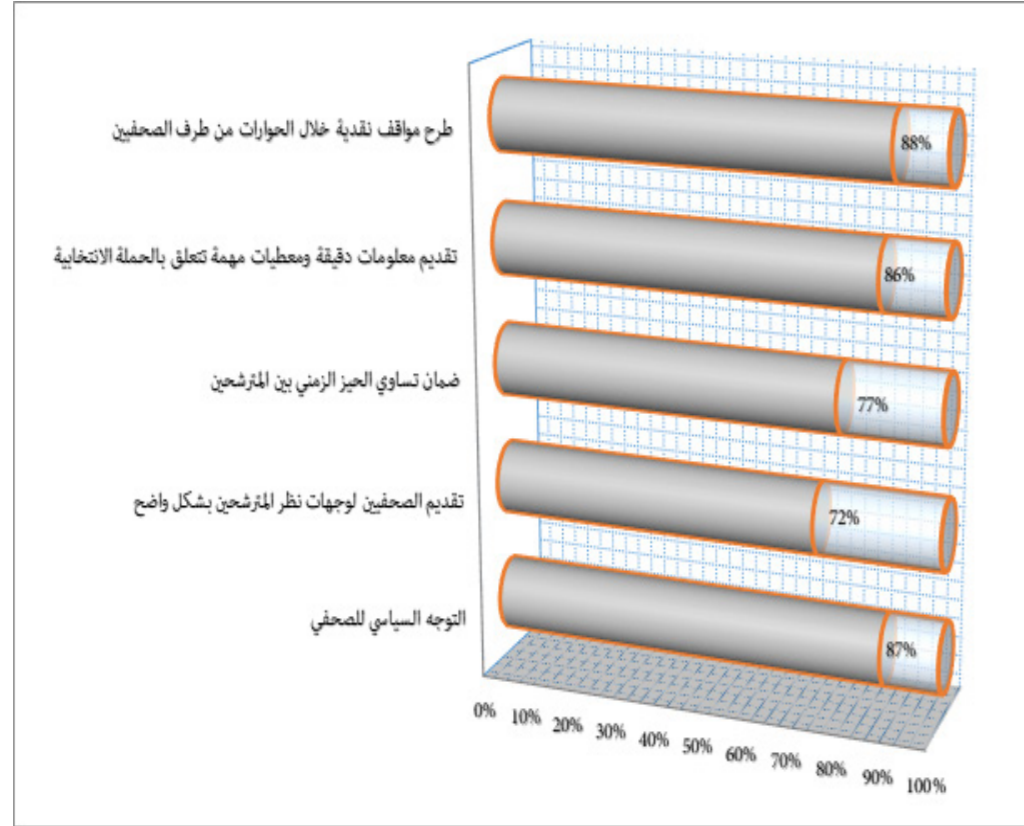 طرح مواقف نقدية خلال الحوارات من طرف الصحفيين
88%
تقديم معلومات دقيقة ومعطيات مهمة تتعلق بالحملة الانتخابية
86%
ضمان تساوي الحيز الزمني بين المترشحين
77%
تقديم الصحفيين لوجهات نظر المترشحين بشكل واضح
72%
التوجه السياسي للصحفي
87%
0% 10% 20% 30% 40% 50% 60% 70% 80% 90% 100%